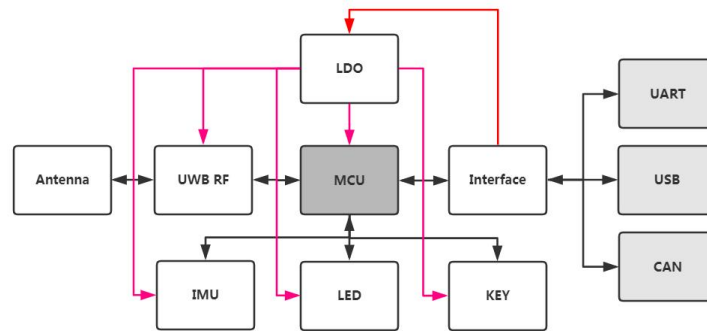 LDO
UART
Antenna
UWB RF
MCU
Interface
USB
IMU
LED
KEY
CAN